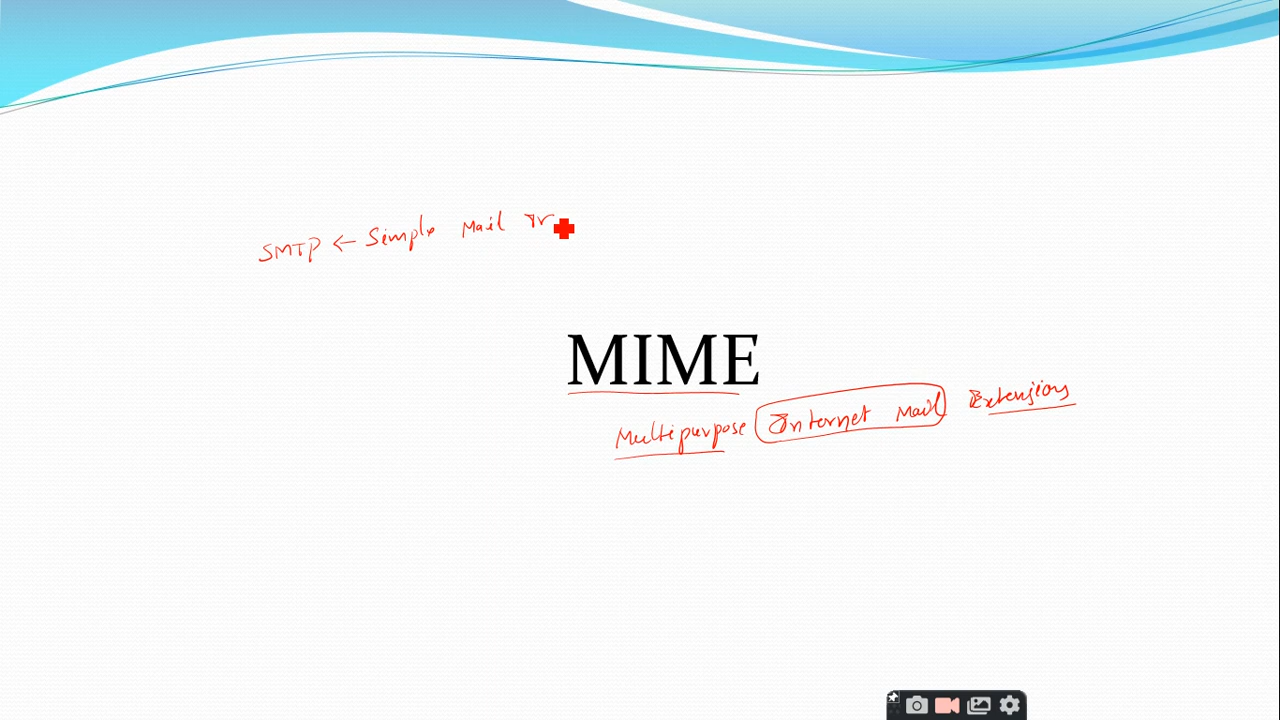 SMTP ← Simple Mail Tr
MIME
Multipurpose Internet Mail Extensions